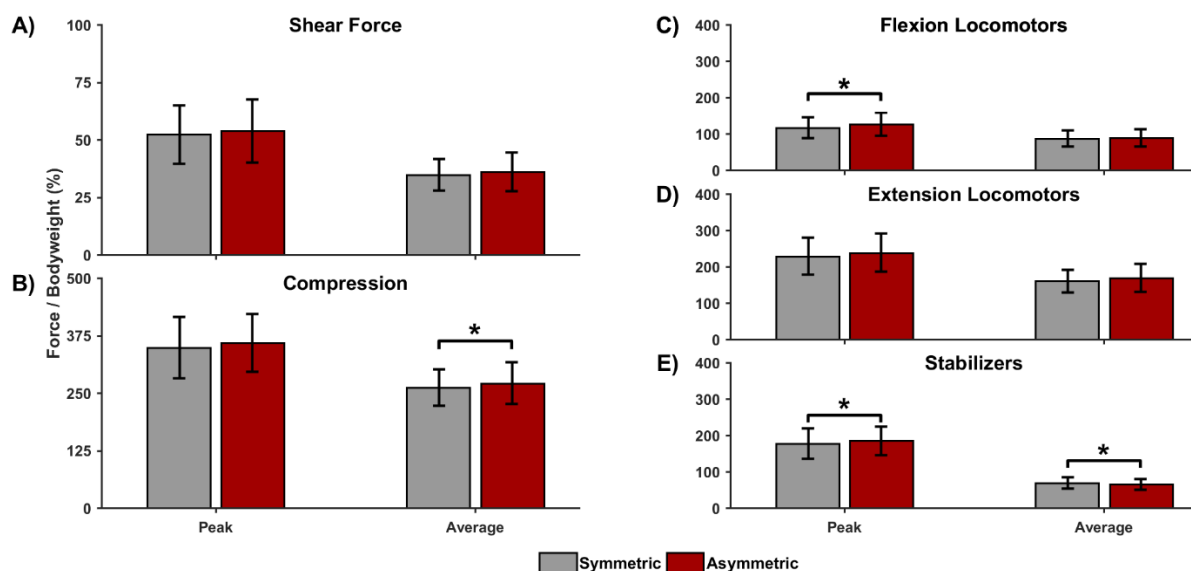 A)
Shear Force
100
75
50
25
0
Force / Bodyweight (%)
B)
Compression
500
375
250
125
0
*
Peak
Average
C)
Flexion Locomotors
400
300
200
100
0
*
D)
Extension Locomotors
400
300
200
100
0
E)
Stabilizers
400
300
200
100
0
*
*
Peak
Average
Symmetric
Asymmetric